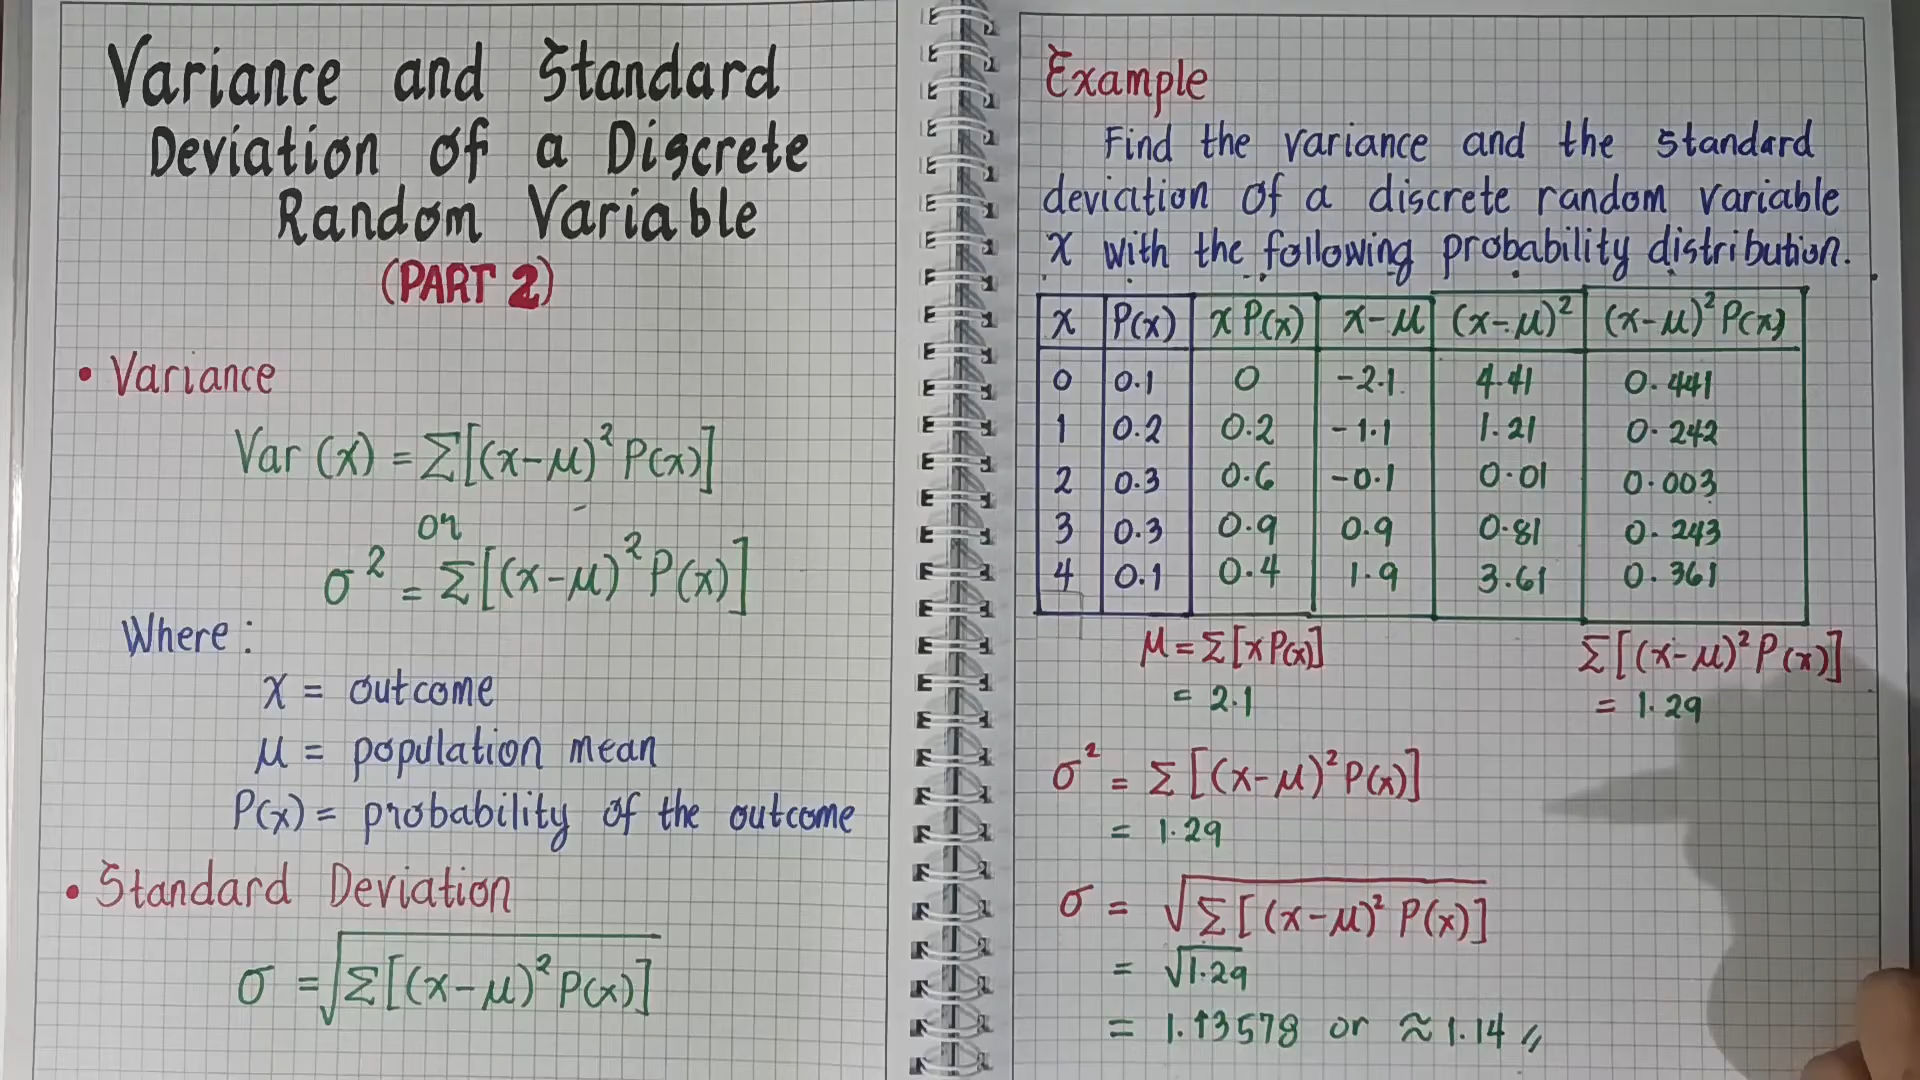 Variance and Standard
Deviation of a Discrete
Random Variable
(PART 2)
• Variance
Var (x) = Σ[(x-μ)² P(x)]
or
σ² = Σ[(x-μ)² P(x)]
Where:
x = outcome
μ = population mean
P(x) = probability of the outcome
• Standard Deviation
σ = √Σ[(x-μ)² P(x)]
Example
Find the variance and the standard
deviation of a discrete random variable
x with the following probability distribution.
x P(x) x P(x) x-μ (x-μ)² (x-μ)² P(x)
0 0.1 0 -2.1 4.41 0.441
1 0.2 0.2 -1.1 1.21 0.242
2 0.3 0.6 -0.1 0.01 0.003
3 0.3 0.9 0.9 0.81 0.243
4 0.1 0.4 1.9 3.61 0.361
μ = Σ[x P(x)] Σ[(x-μ)² P(x)]
= 2.1 = 1.29
σ² = Σ[(x-μ)² P(x)]
= 1.29
σ = √Σ[(x-μ)² P(x)]
= √1.29
= 1.13578 or ≈ 1.14 //